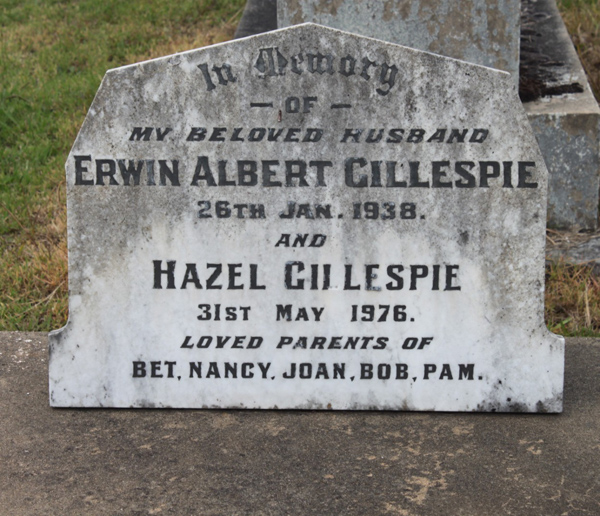 In Memory
— OF —
MY BELOVED HUSBAND
ERWIN ALBERT GILLESPIE
26TH JAN. 1938.
AND
HAZEL GILLESPIE
31ST MAY 1976.
LOVED PARENTS OF
BET, NANCY, JOAN, BOB, PAM.